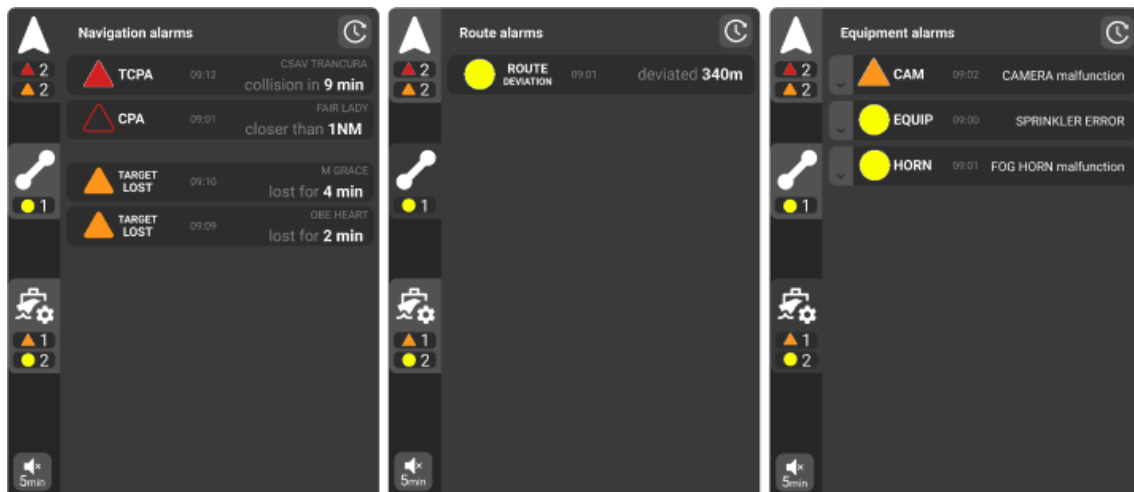 Navigation alarms
2
2
TCPA 09:12 CSAV TRANCURA
collision in 9 min
CPA 09:01 FAIR LADY
closer than 1NM
TARGET LOST 09:10 M GRACE
lost for 4 min
TARGET LOST 09:09 OBE HEART
lost for 2 min
1
1
2
5min
Route alarms
2
2
ROUTE DEVIATION 09:01 deviated 340m
1
1
2
5min
Equipment alarms
2
2
CAM 09:02 CAMERA malfunction
EQUIP 09:00 SPRINKLER ERROR
HORN 09:01 FOG HORN malfunction
1
1
2
5min